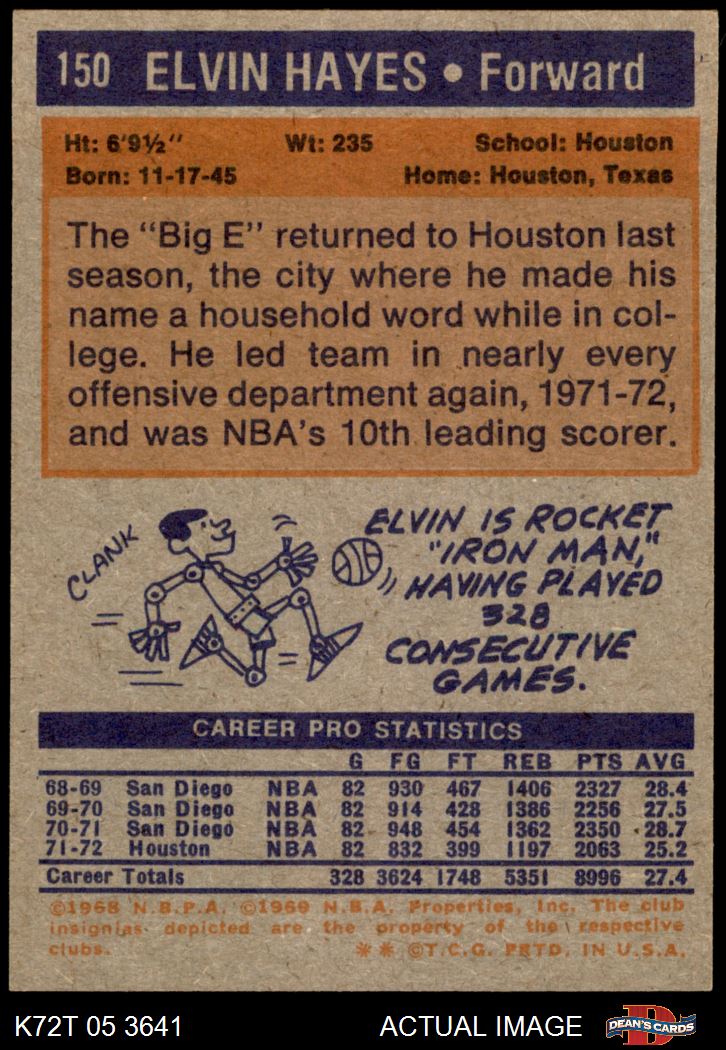 150 ELVIN HAYES • Forward
Ht: 6'9½" Wt: 235 School: Houston
Born: 11-17-45 Home: Houston, Texas
The "Big E" returned to Houston last
season, the city where he made his
name a household word while in col-
lege. He led team in nearly every
offensive department again, 1971-72,
and was NBA's 10th leading scorer.
CLANK
ELVIN IS ROCKET
"IRON MAN,"
HAVING PLAYED
328
CONSECUTIVE
GAMES.
CAREER PRO STATISTICS
G FG FT REB PTS AVG
68-69 San Diego NBA 82 930 467 1406 2327 28.4
69-70 San Diego NBA 82 914 428 1386 2256 27.5
70-71 San Diego NBA 82 948 454 1362 2350 28.7
71-72 Houston NBA 82 832 399 1197 2063 25.2
Career Totals 328 3624 1748 5351 8996 27.4
©1968 N.B.P.A. ©1969 N.B.A. Properties, Inc. The club
insignias depicted are the property of the respective
clubs. ** ©T.C.G. PRTD. IN U.S.A.
K72T 05 3641 ACTUAL IMAGE D DEAN'S CARDS